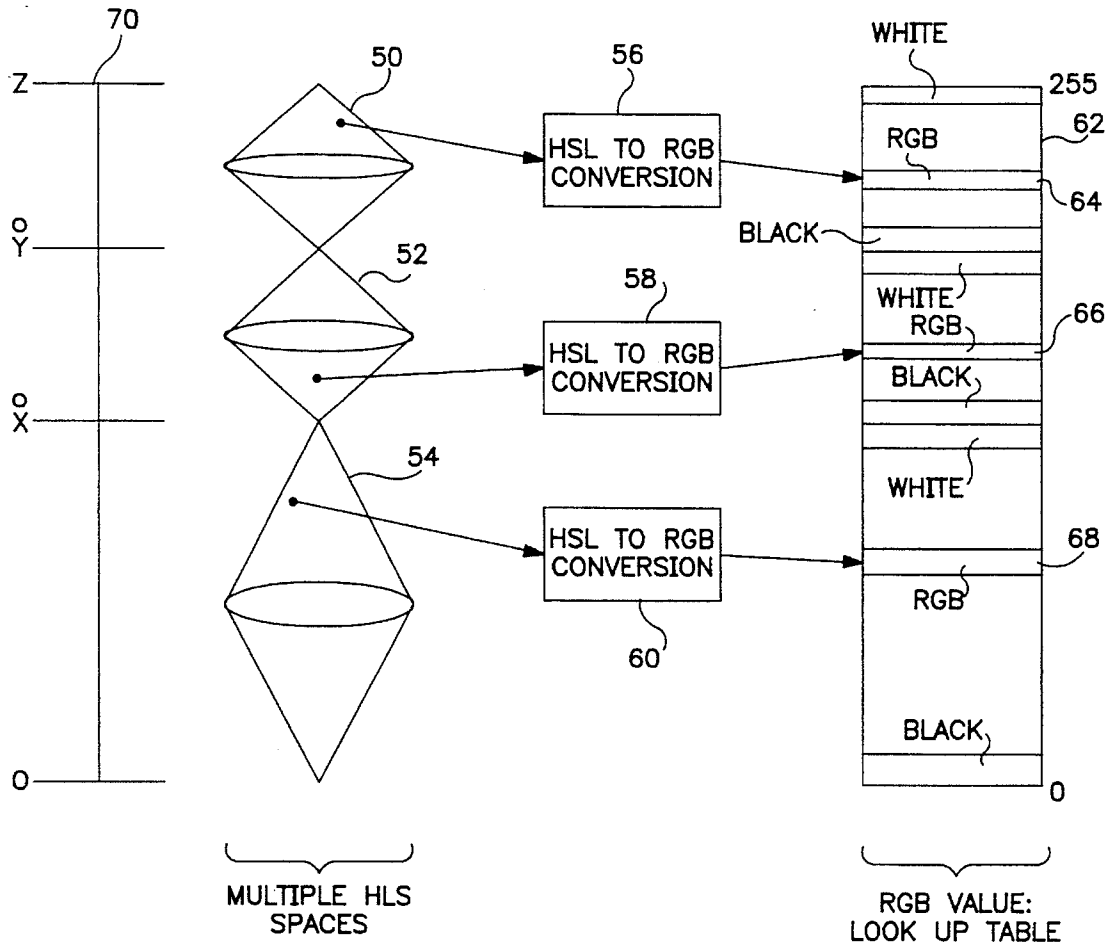 70
Z
O
Y
O
X
O
50
52
54
MULTIPLE HLS
SPACES
56
HSL TO RGB
CONVERSION
58
HSL TO RGB
CONVERSION
HSL TO RGB
CONVERSION
60
WHITE
255
62
RGB
64
BLACK
WHITE
66
RGB
BLACK
WHITE
68
RGB
BLACK
0
RGB VALUE:
LOOK UP TABLE